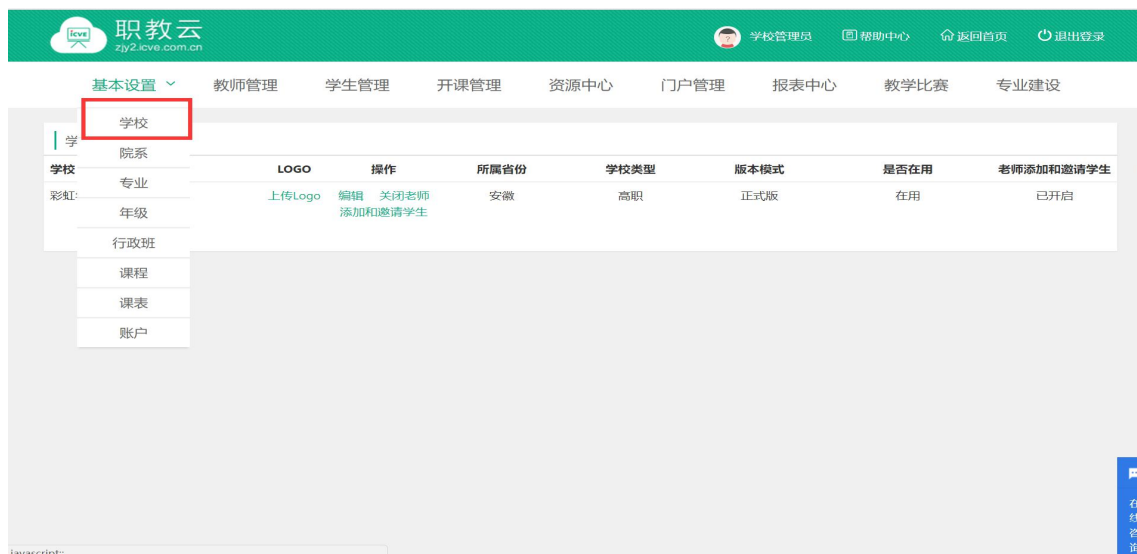 icve 职教云
zjy2.icve.com.cn
学校管理员 帮助中心 返回首页 退出登录
基本设置 教师管理 学生管理 开课管理 资源中心 门户管理 报表中心 教学比赛 专业建设
学校
学
院系
学校 LOGO 操作 所属省份 学校类型 版本模式 是否在用 老师添加和邀请学生
专业
彩虹 上传Logo 编辑 关闭老师 安徽 高职 正式版 在用 已开启
添加和邀请学生
年级
行政班
课程
课表
账户
在
线
咨
询
javascript:;